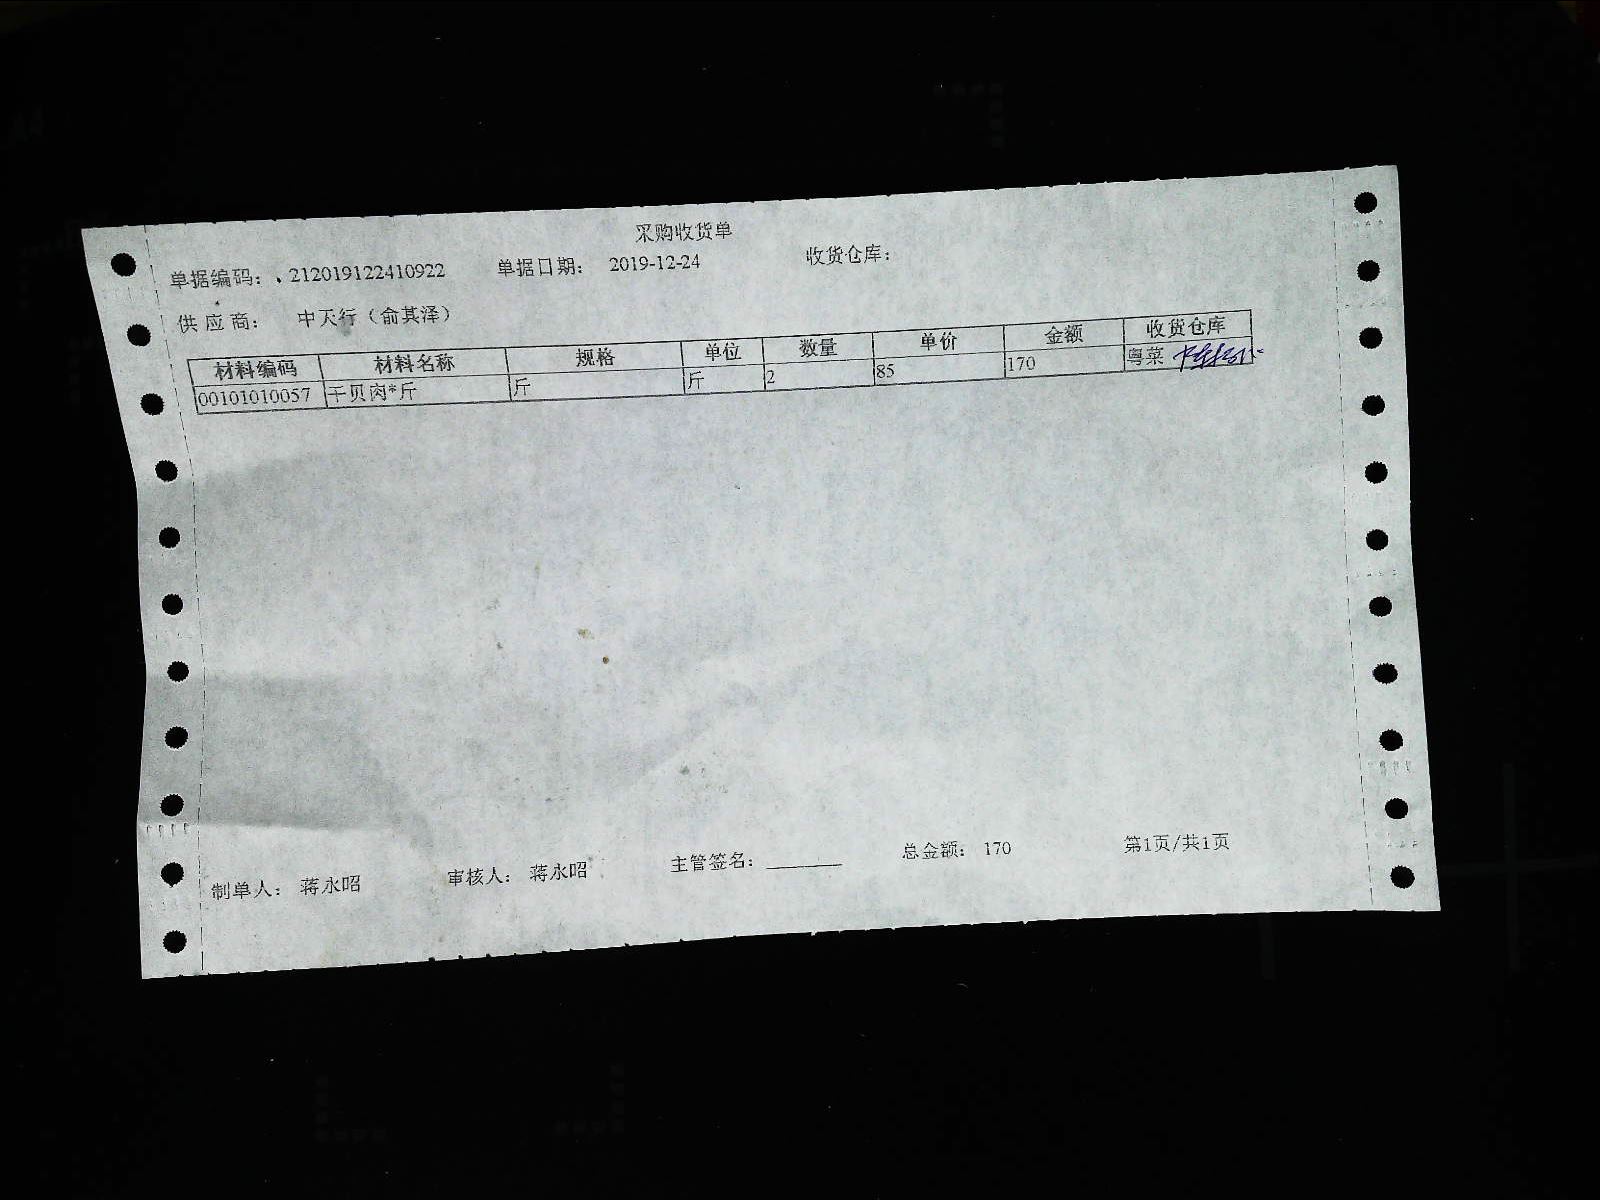 采购收货单
单据编码： 212019122410922 单据日期： 2019-12-24 收货仓库：
供应商： 中天行（俞其泽）
材料编码 材料名称 规格 单位 数量 单价 金额 收货仓库
00101010057 干贝肉*斤 斤 斤 2 85 170 粤菜
制单人： 蒋永昭 审核人： 蒋永昭 主管签名： 总金额： 170 第1页/共1页